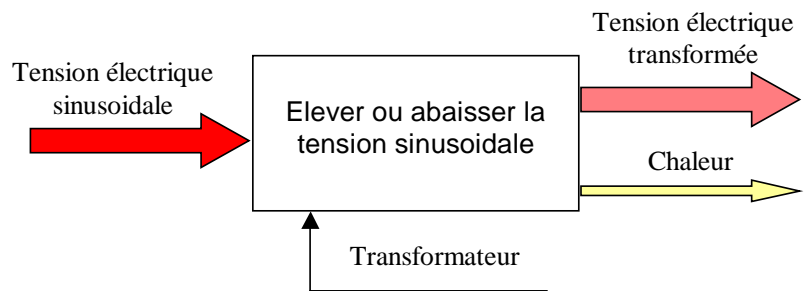 Tension électrique
sinusoidale
Elever ou abaisser la
tension sinusoidale
Tension électrique
transformée
Chaleur
Transformateur